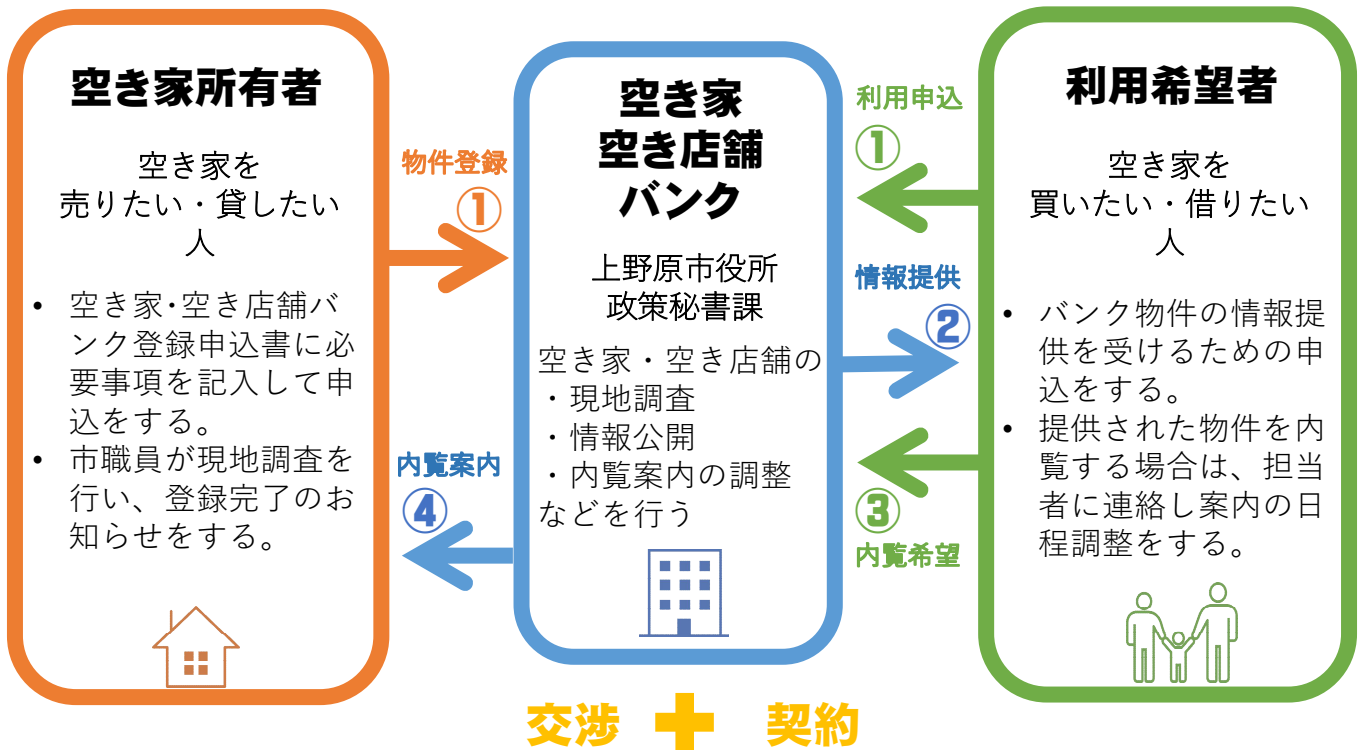 空き家所有者
空き家を
売りたい・貸したい
人
• 空き家･空き店舗バ
ンク登録申込書に必
要事項を記入して申
込をする。
• 市職員が現地調査を
行い、登録完了のお
知らせをする。
物件登録
①
内覧案内
④
空き家
空き店舗
バンク
上野原市役所
政策秘書課
空き家・空き店舗の
・現地調査
・情報公開
・内覧案内の調整
などを行う
利用申込
①
情報提供
②
③
内覧希望
利用希望者
空き家を
買いたい・借りたい
人
• バンク物件の情報提
供を受けるための申
込をする。
• 提供された物件を内
覧する場合は、担当
者に連絡し案内の日
程調整をする。
交渉 ➕ 契約